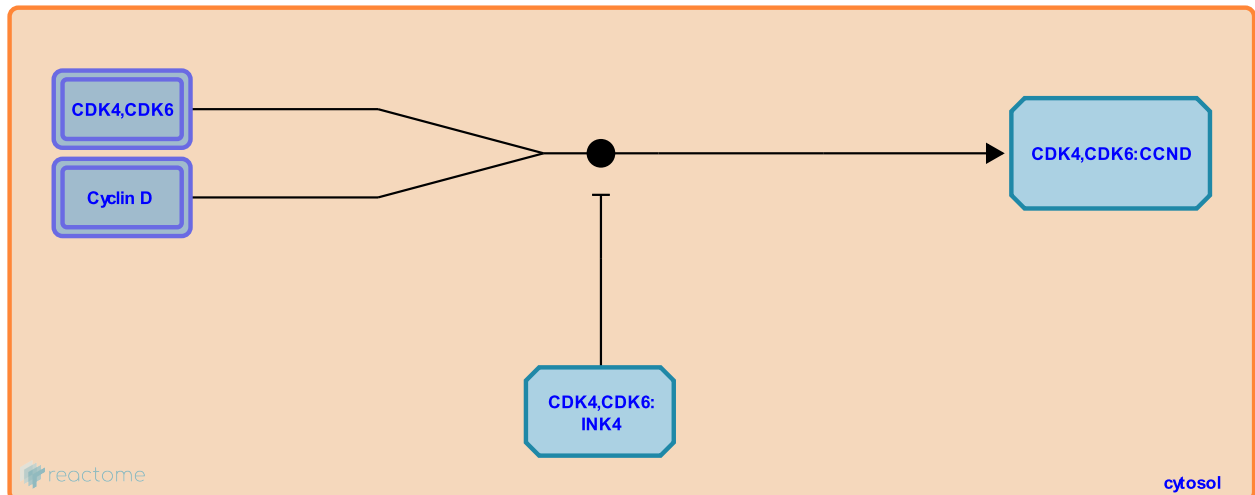 CDK4,CDK6
Cyclin D
CDK4,CDK6:CCND
CDK4,CDK6:
INK4
reactome
cytosol